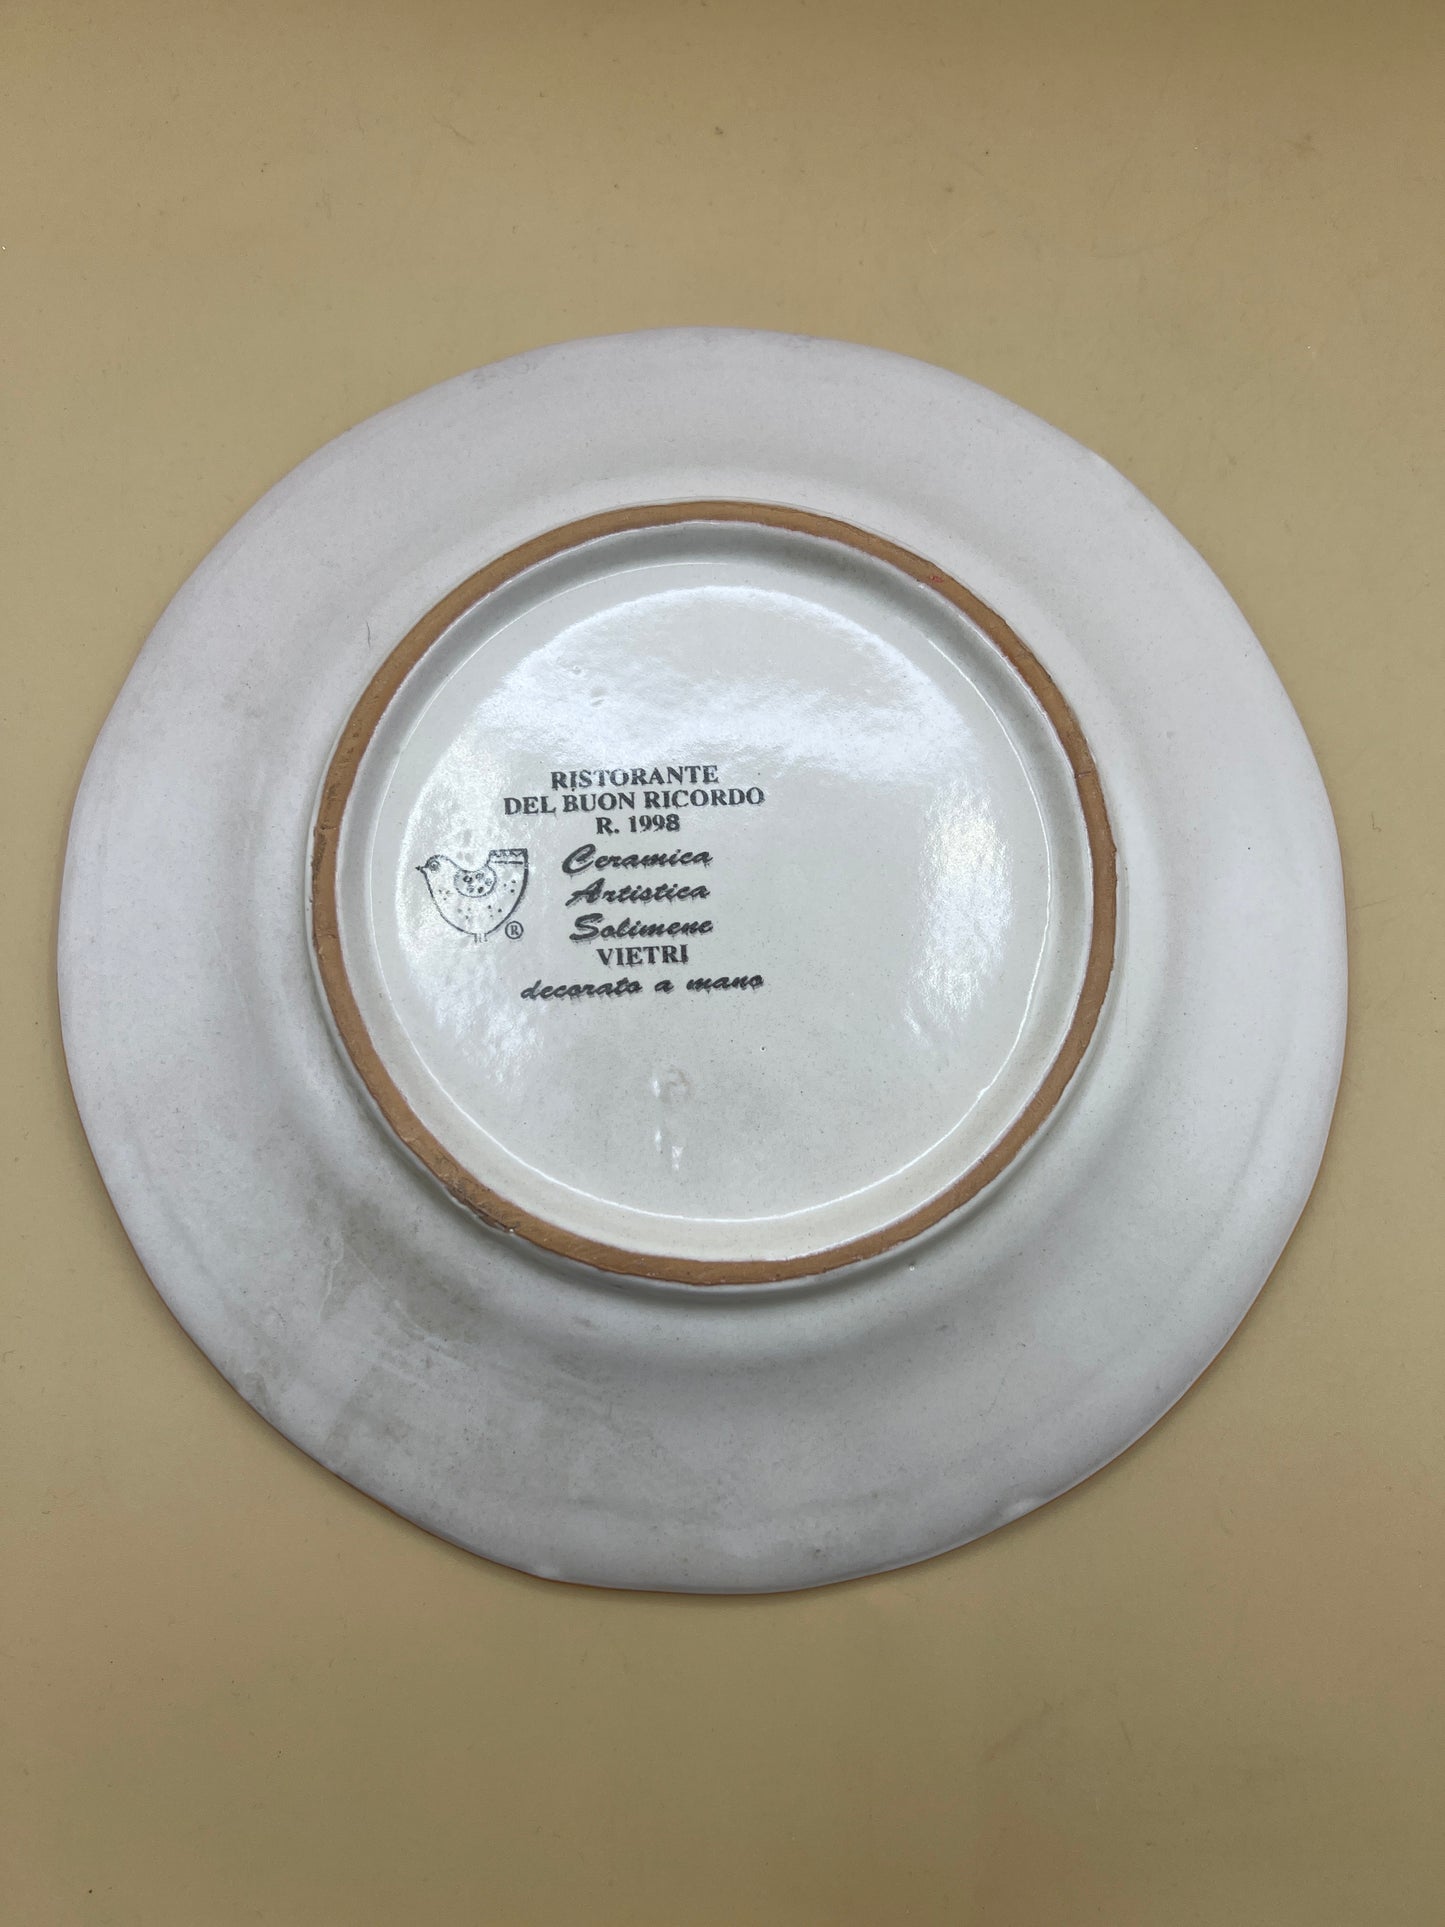 RISTORANTE
DEL BUON RICORDO
R. 1998
Ceramica
Artistica
Solimene
®
VIETRI
decorato a mano